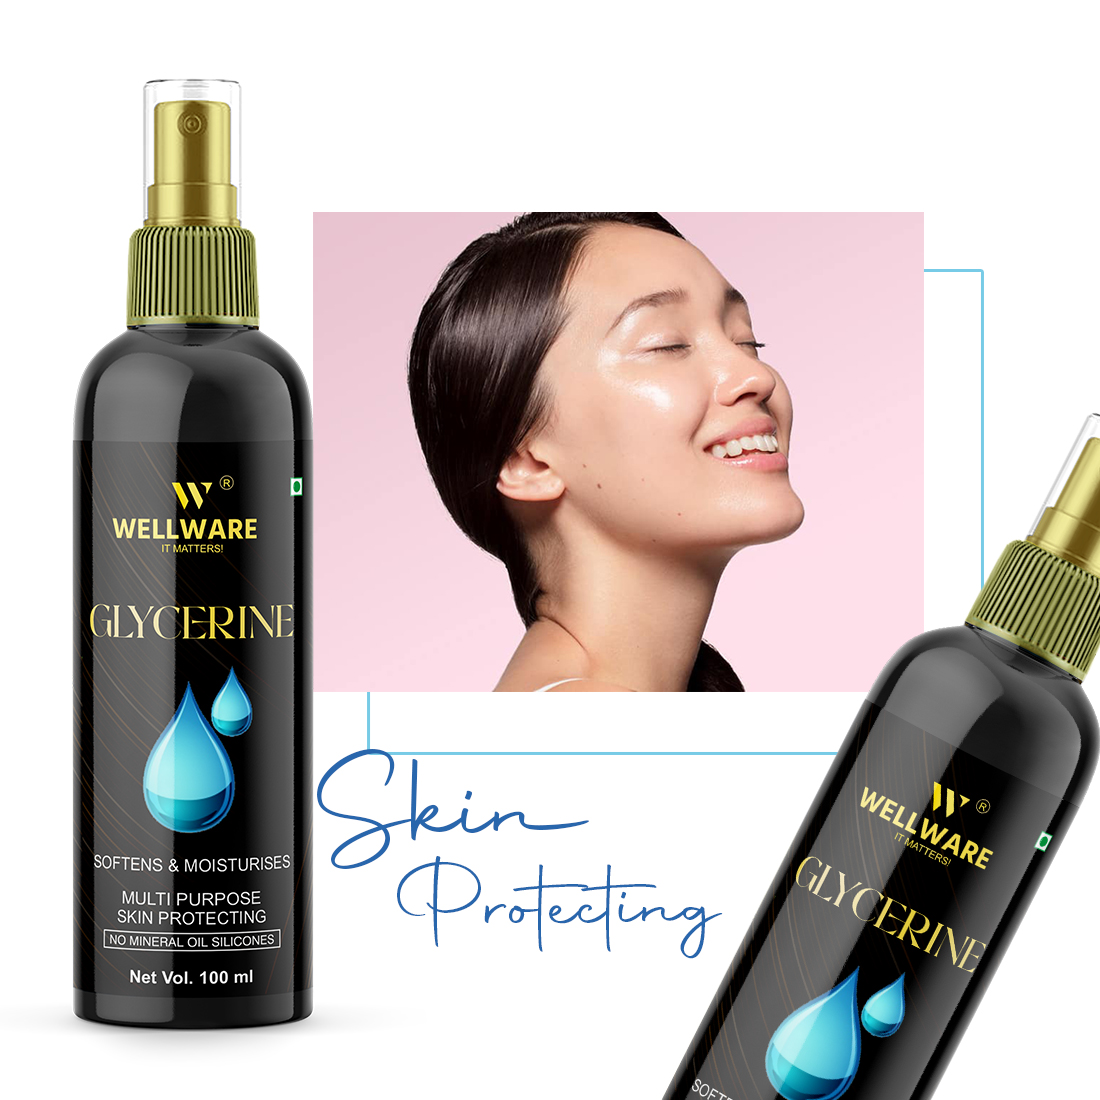 W ®
WELLWARE
IT MATTERS!
GLYCERINE
SOFTENS & MOISTURISES
MULTI PURPOSE
SKIN PROTECTING
NO MINERAL OIL SILICONES
Net Vol. 100 ml
Skin
Protecting
W ®
WELLWARE
IT MATTERS!
GLYCERINE